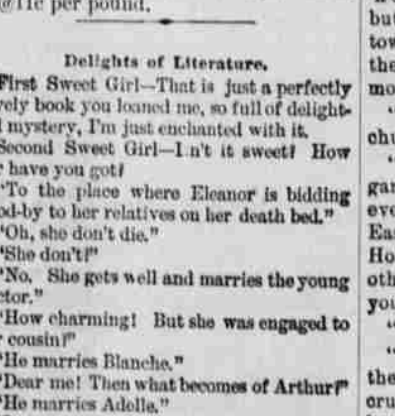 @11c per pound.
Delights of Literature.
First Sweet Girl—That is just a perfectly
vely book you loaned me, so full of delight-
l mystery, I'm just enchanted with it.
Second Sweet Girl—I n't it sweet? How
r have you got?
"To the place where Eleanor is bidding
od-by to her relatives on her death bed."
"Oh, she don't die."
"She don't?"
"No. She gets well and marries the young
ctor."
"How charming! But she was engaged to
r cousin?"
"He marries Blanche."
"Dear me! Then what becomes of Arthur?"
"He marries Adelle."
but
tow
the
mo
"
chu
"
gar
eve
Eas
Ho
oth
you
"
"
the
cru